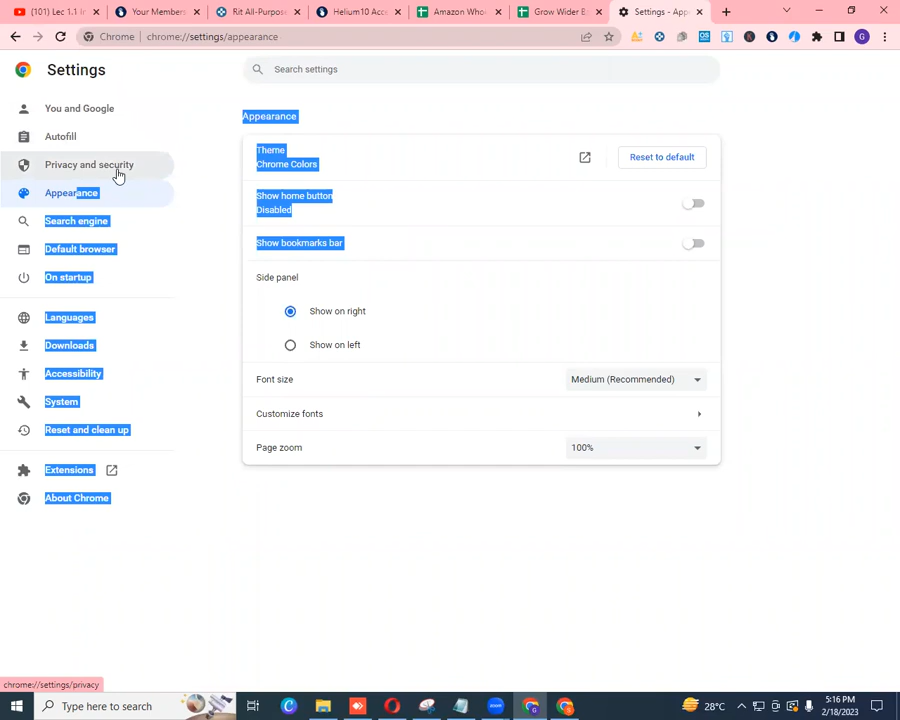 (101) Lec 1.1 In
Your Members
Rit All-Purpose
Helium10 Acce
Amazon Who
Grow Wider B
Settings - App
Chrome
chrome://settings/appearance
G
Settings
Search settings
You and Google
Autofill
Privacy and security
Appearance
Search engine
Default browser
On startup
Languages
Downloads
Accessibility
System
Reset and clean up
Extensions
About Chrome
Appearance
Theme
Chrome Colors
Reset to default
Show home button
Disabled
Show bookmarks bar
Side panel
Show on right
Show on left
Font size
Medium (Recommended)
Customize fonts
Page zoom
100%
chrome://settings/privacy
Type here to search
zoom
28°C
5:16 PM
2/18/2023